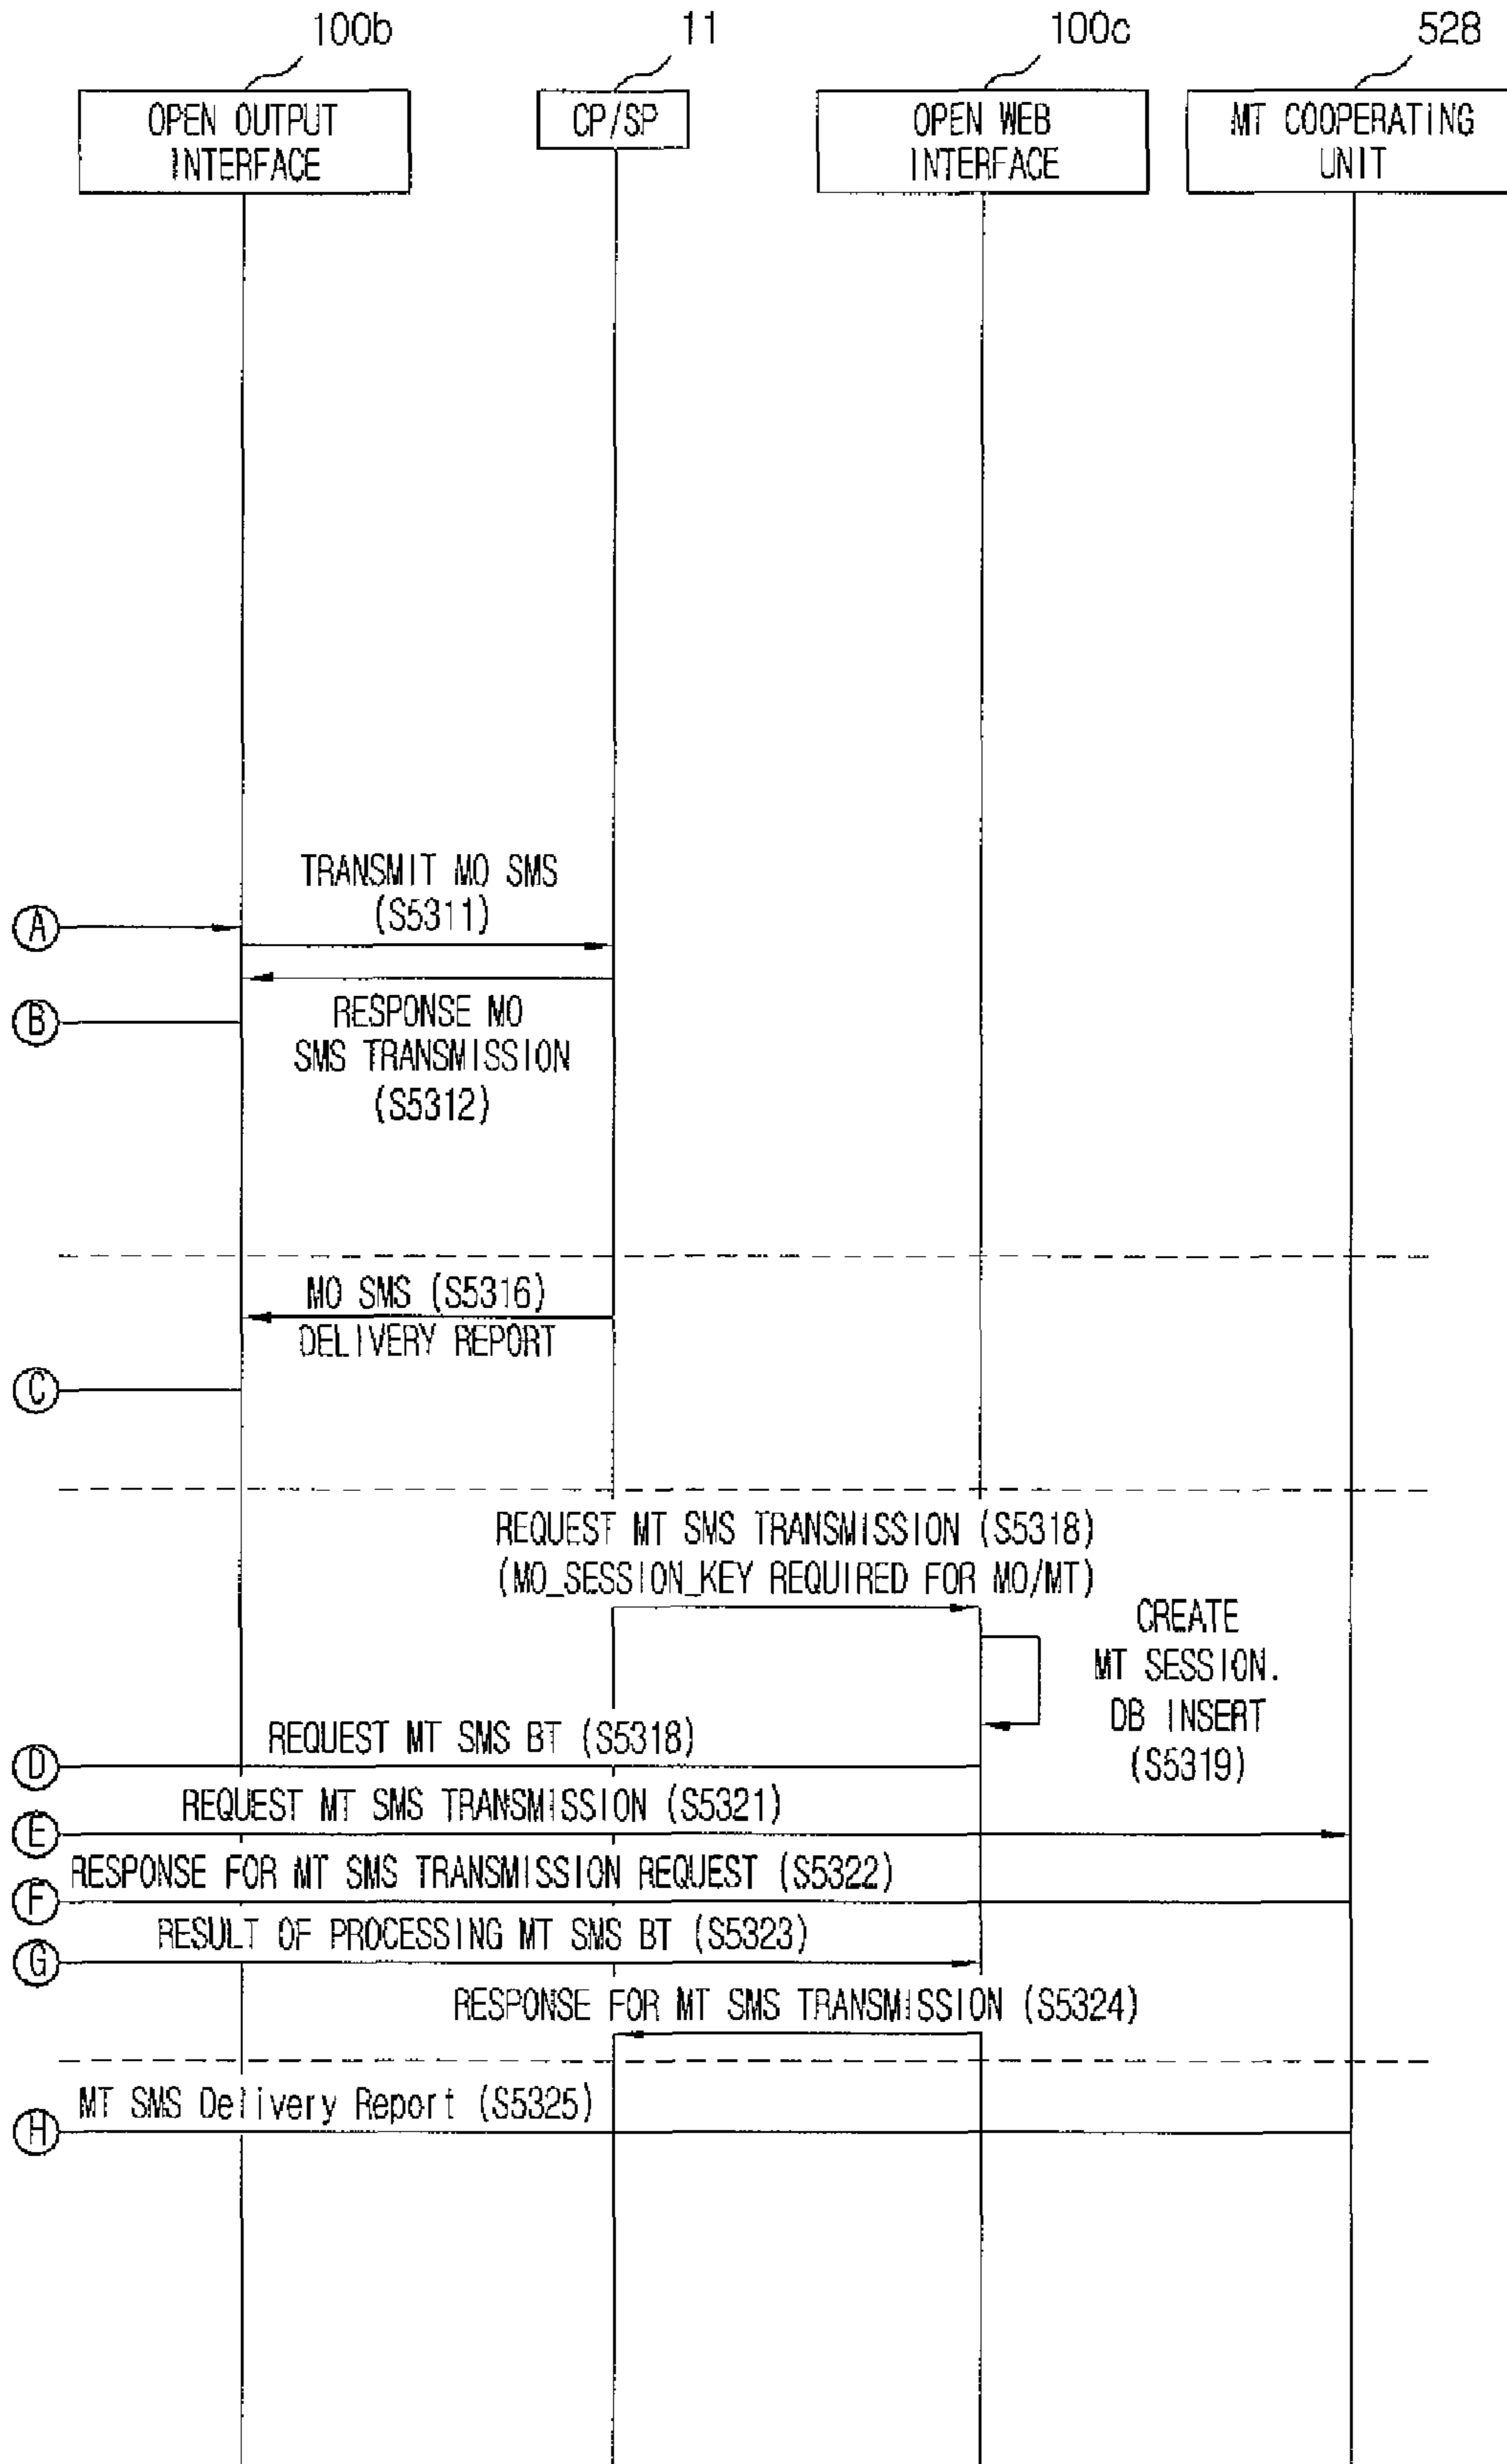 100b
11
100c
528
OPEN OUTPUT
INTERFACE
CP/SP
OPEN WEB
INTERFACE
MT COOPERATING
UNIT
TRANSMIT MO SMS
(S5311)
A
RESPONSE MO
SMS TRANSMISSION
(S5312)
B
MO SMS (S5316)
DELIVERY REPORT
C
REQUEST MT SMS TRANSMISSION (S5318)
(MO_SESSION_KEY REQUIRED FOR MO/MT)
CREATE
MT SESSION.
DB INSERT
(S5319)
REQUEST MT SMS BT (S5318)
D
REQUEST MT SMS TRANSMISSION (S5321)
E
RESPONSE FOR MT SMS TRANSMISSION REQUEST (S5322)
F
RESULT OF PROCESSING MT SMS BT (S5323)
G
RESPONSE FOR MT SMS TRANSMISSION (S5324)
MT SMS Delivery Report (S5325)
H